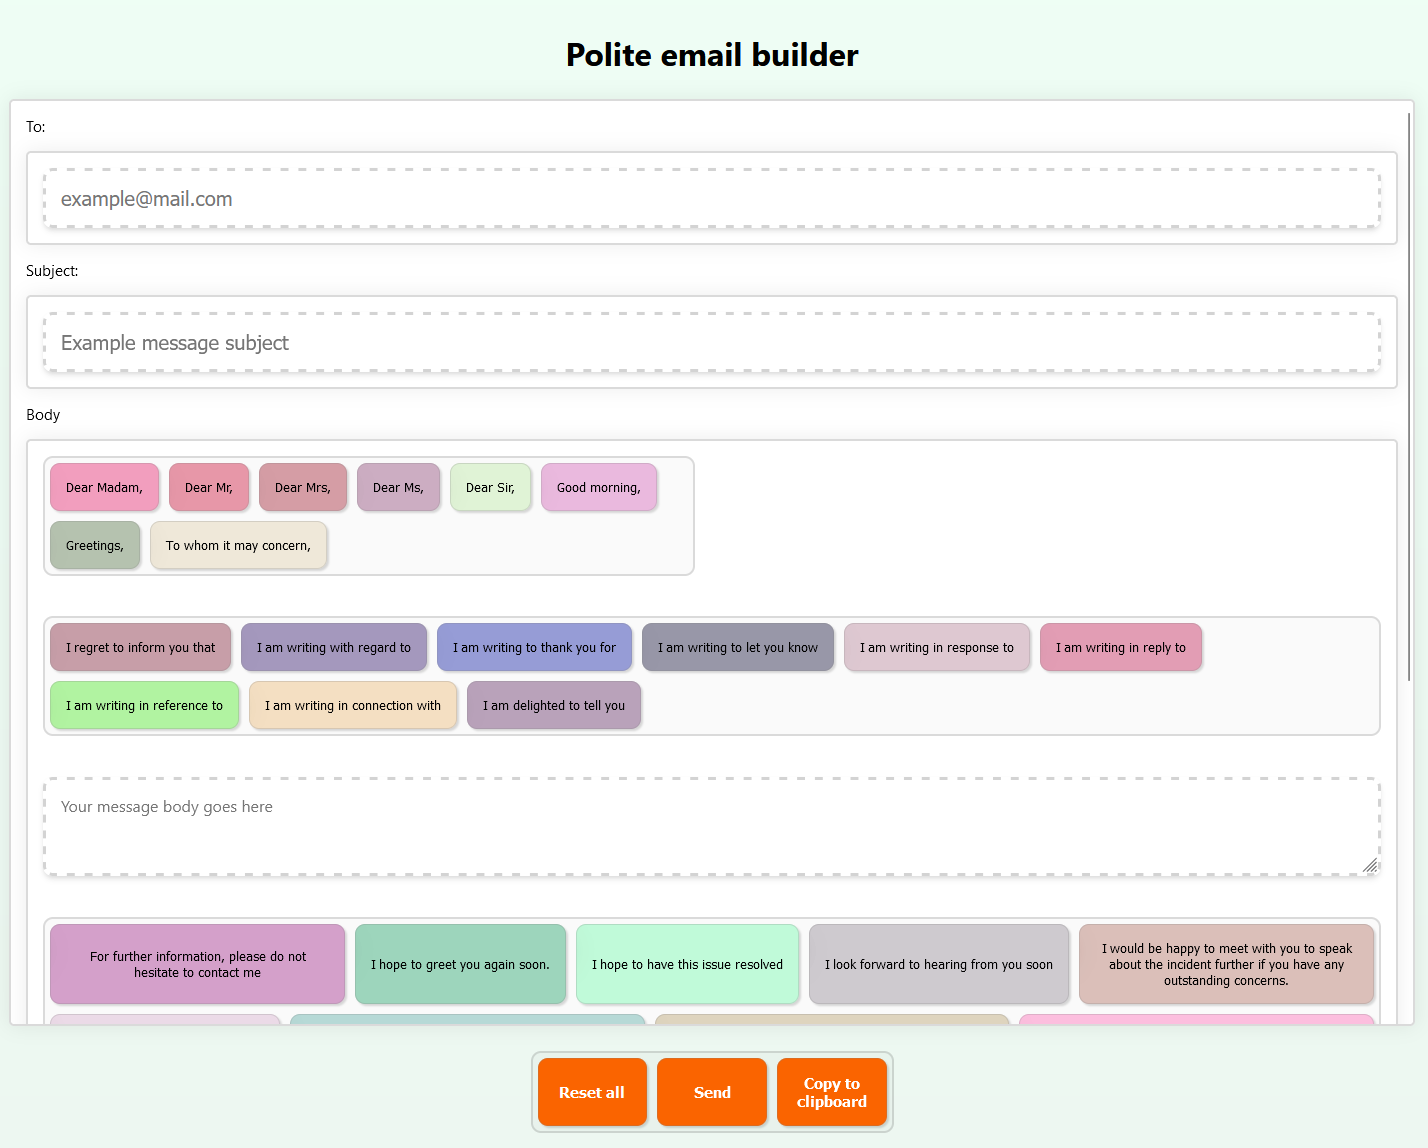 Polite email builder
To:
example@mail.com
Subject:
Example message subject
Body
Dear Madam,
Dear Mr,
Dear Mrs,
Dear Ms,
Dear Sir,
Good morning,
Greetings,
To whom it may concern,
I regret to inform you that
I am writing with regard to
I am writing to thank you for
I am writing to let you know
I am writing in response to
I am writing in reply to
I am writing in reference to
I am writing in connection with
I am delighted to tell you
Your message body goes here
For further information, please do not
hesitate to contact me
I hope to greet you again soon.
I hope to have this issue resolved
I look forward to hearing from you soon
I would be happy to meet with you to speak
about the incident further if you have any
outstanding concerns.
Reset all
Send
Copy to
clipboard